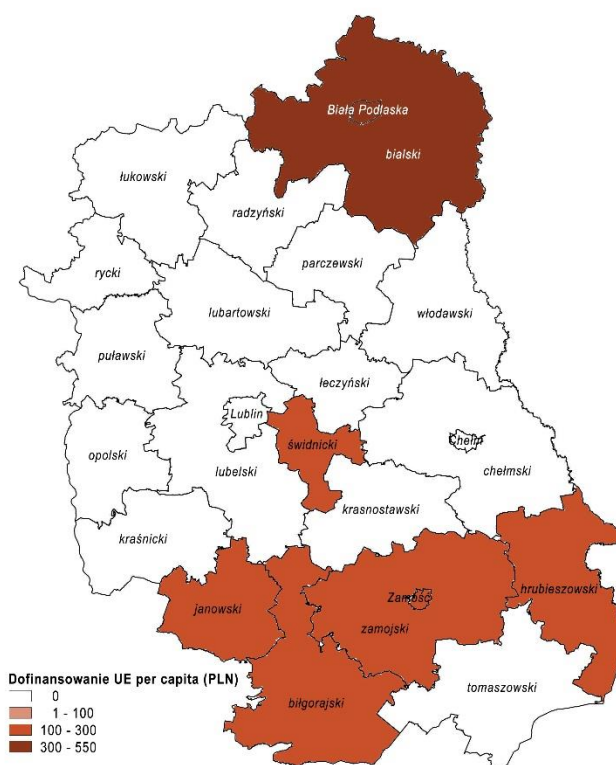 Biała Podlaska
bialski
łukowski
radzyński
parczewski
rycki
lubartowski
włodawski
puławski
łęczyński
Lublin
świdnicki
Chełm
opolski
lubelski
chełmski
krasnostawski
kraśnicki
hrubieszowski
janowski
Zamość
zamojski
tomaszowski
biłgorajski
Dofinansowanie UE per capita (PLN)
0
1 - 100
100 - 300
300 - 550